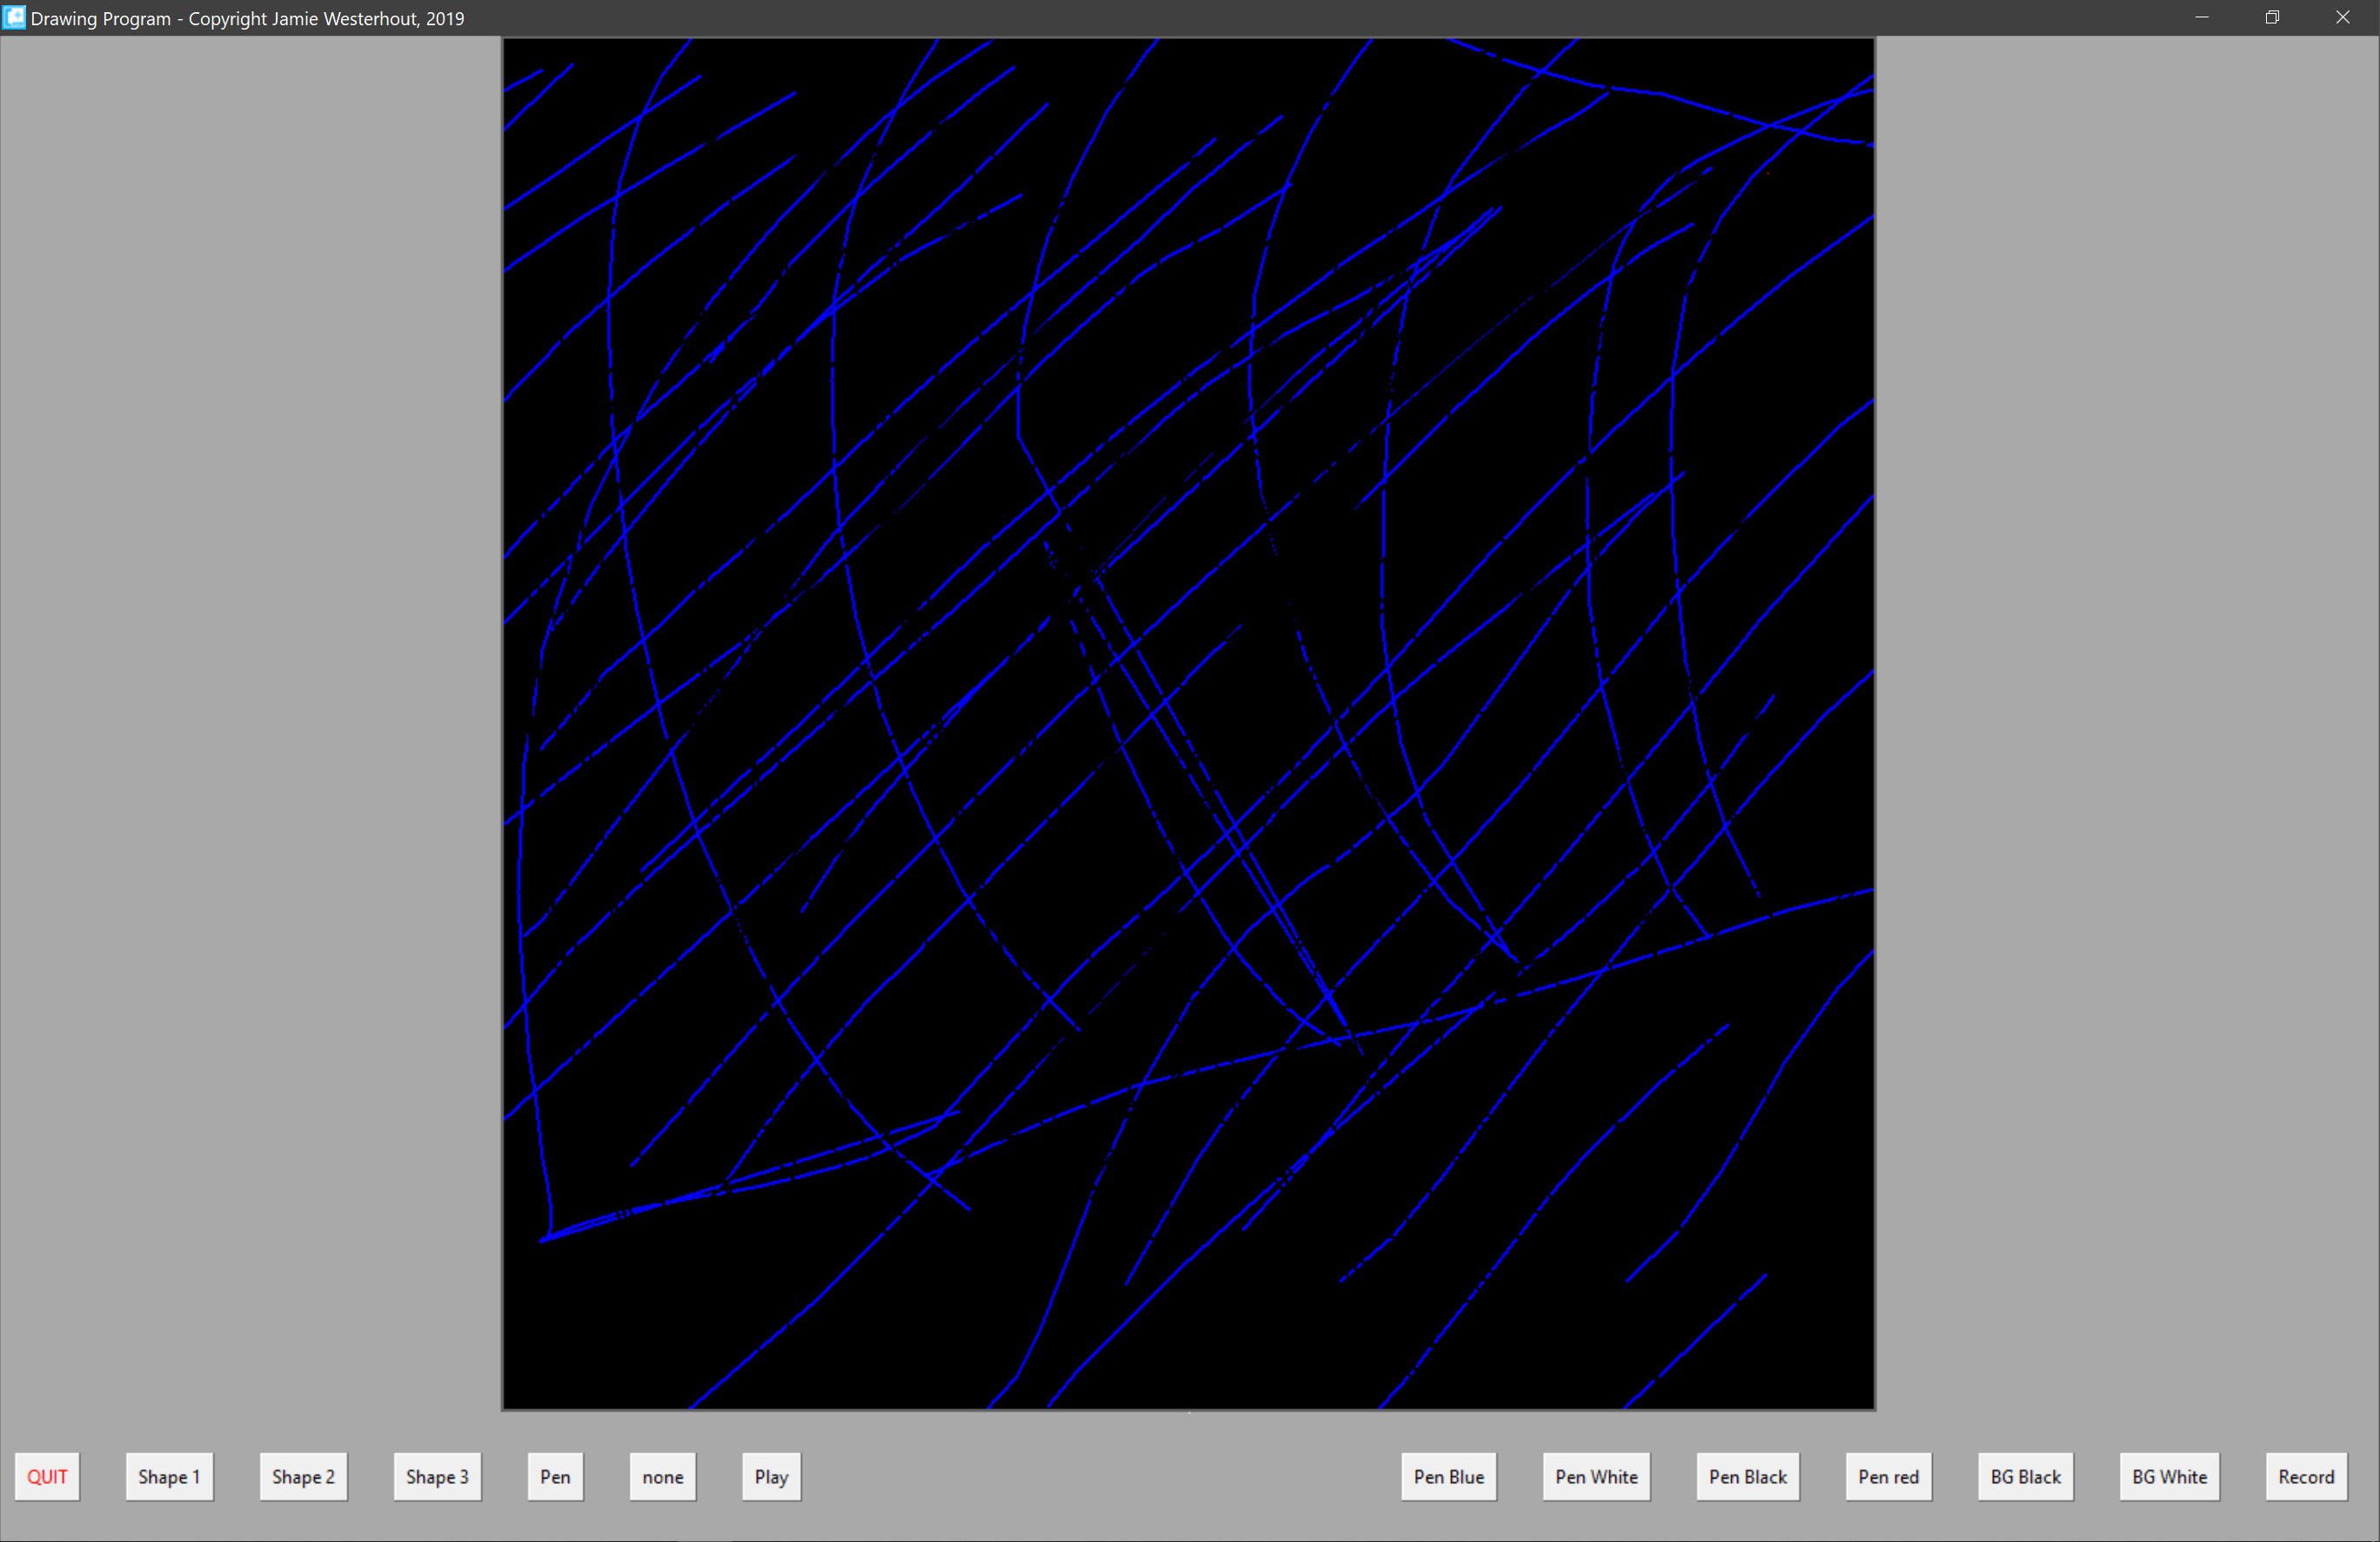 Drawing Program - Copyright Jamie Westerhout, 2019
QUIT Shape 1 Shape 2 Shape 3 Pen none Play Pen Blue Pen White Pen Black Pen red BG Black BG White Record